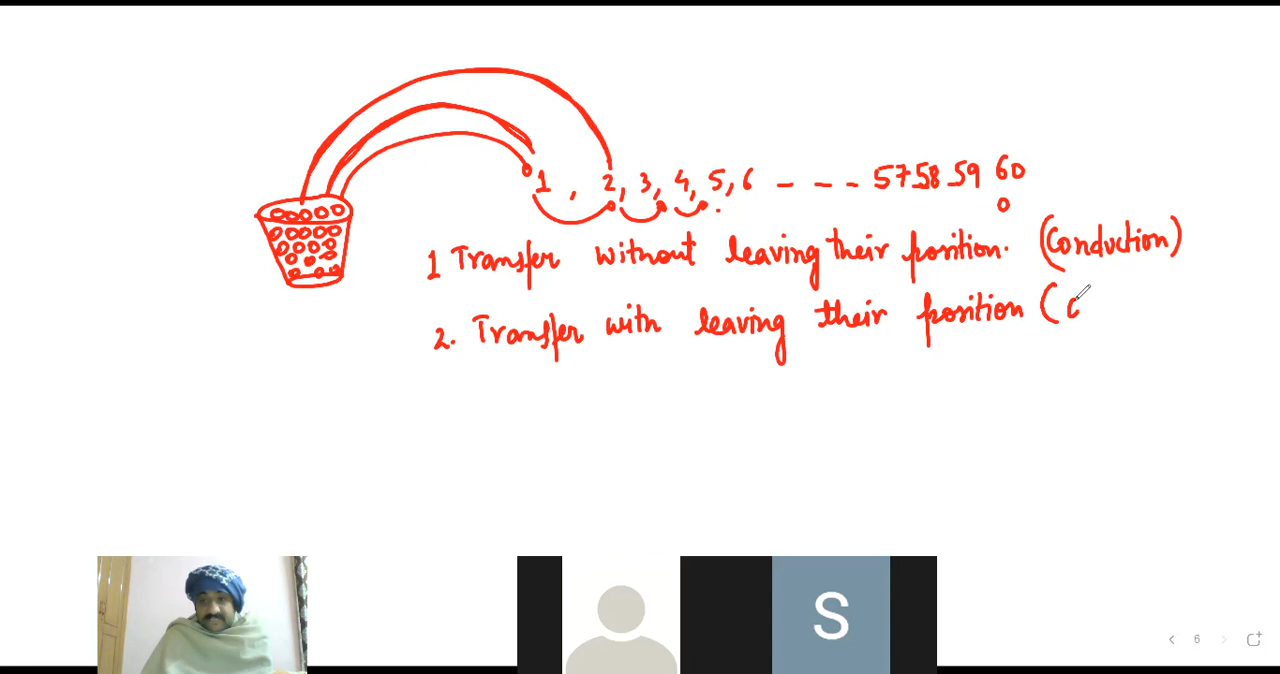 1 , 2, 3, 4, 5, 6 - - - 57 58 59 60
1 Transfer without leaving their position. (Conduction)
2. Transfer with leaving their position (C
S
6